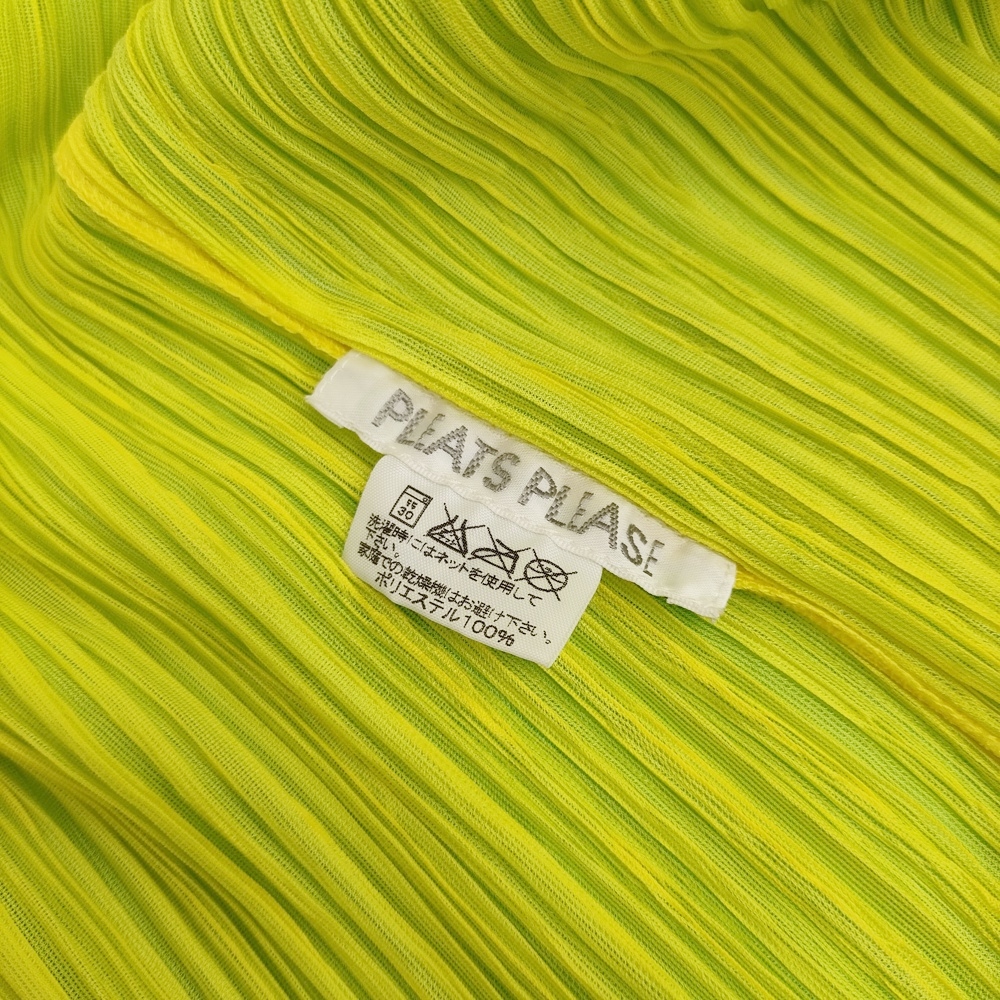 PLEATS PLEASE
弱
30
洗濯時にはネットを使用して
下さい。
家庭での乾燥機はお避け下さい。
ポリエステル100%